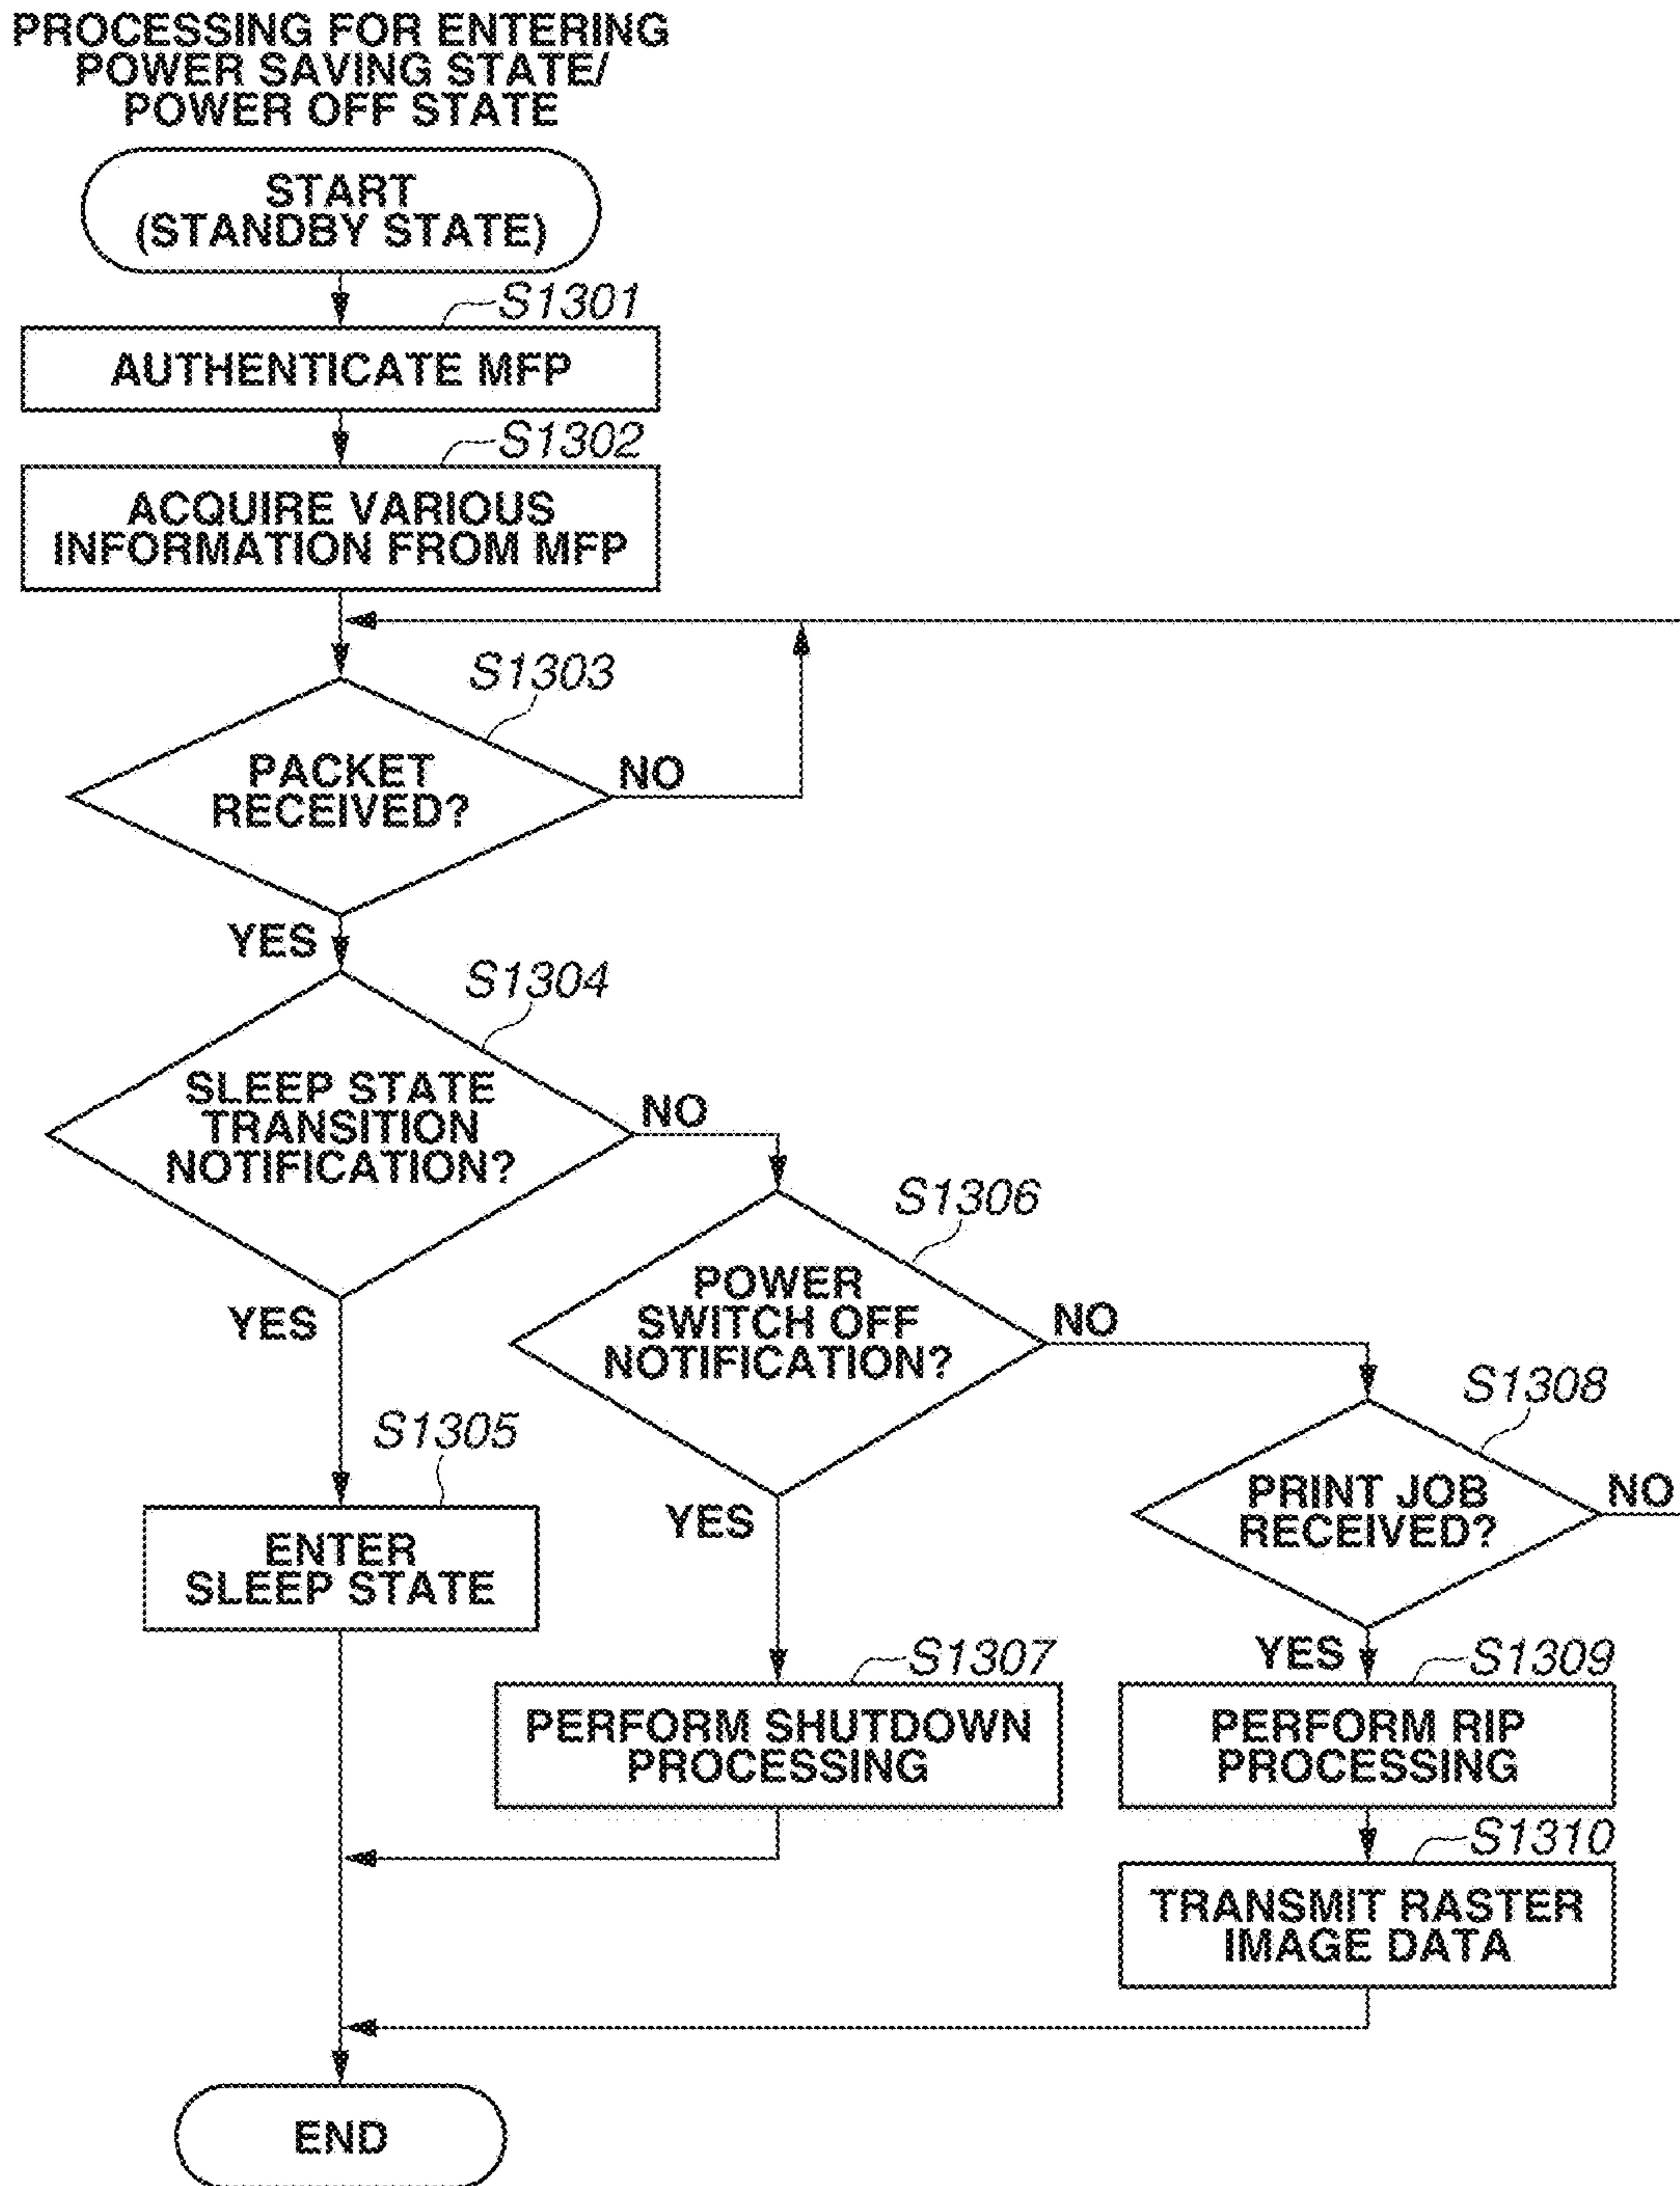 PROCESSING FOR ENTERING
POWER SAVING STATE/
POWER OFF STATE
START
(STANDBY STATE)
S1301
AUTHENTICATE MFP
S1302
ACQUIRE VARIOUS
INFORMATION FROM MFP
S1303
PACKET
RECEIVED?
NO
YES
S1304
SLEEP STATE
TRANSITION
NOTIFICATION?
NO
YES
S1306
POWER
SWITCH OFF
NOTIFICATION?
NO
YES
S1305
ENTER
SLEEP STATE
S1308
PRINT JOB
RECEIVED?
NO
YES
S1307
PERFORM SHUTDOWN
PROCESSING
S1309
PERFORM RIP
PROCESSING
S1310
TRANSMIT RASTER
IMAGE DATA
END